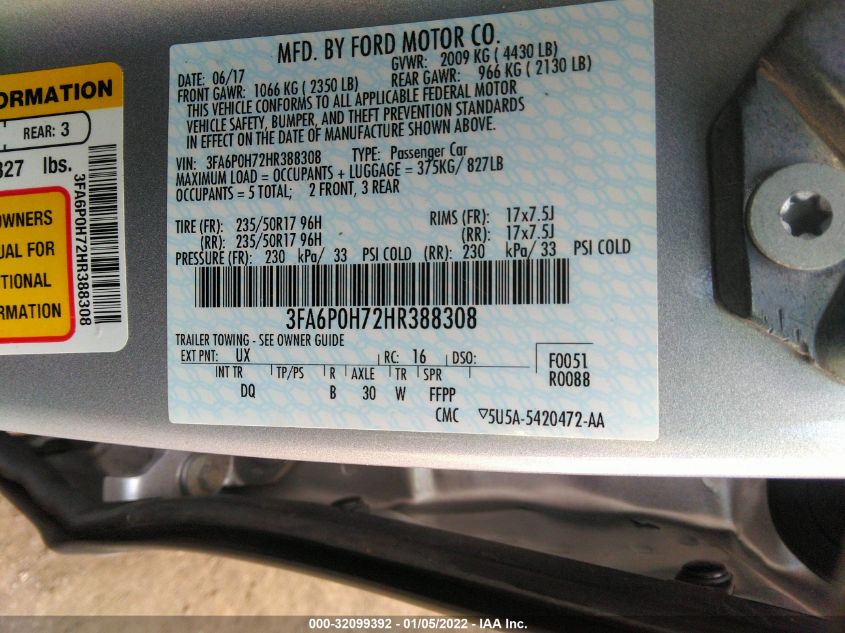 ORMATION
REAR: 3
827 lbs.
3FA6P0H72HR388308
OWNERS
UAL FOR
TIONAL
ORMATION
MFD. BY FORD MOTOR CO.
DATE: 06/17 GVWR: 2009 KG ( 4430 LB)
FRONT GAWR: 1066 KG ( 2350 LB) REAR GAWR: 966 KG ( 2130 LB)
THIS VEHICLE CONFORMS TO ALL APPLICABLE FEDERAL MOTOR
VEHICLE SAFETY, BUMPER, AND THEFT PREVENTION STANDARDS
IN EFFECT ON THE DATE OF MANUFACTURE SHOWN ABOVE.
VIN: 3FA6P0H72HR388308 TYPE: Passenger Car
MAXIMUM LOAD = OCCUPANTS + LUGGAGE = 375KG/ 827LB
OCCUPANTS = 5 TOTAL; 2 FRONT, 3 REAR
TIRE (FR): 235/50R17 96H RIMS (FR): 17x7.5J
(RR): 235/50R17 96H (RR): 17x7.5J
PRESSURE (FR): 230 kPa/ 33 PSI COLD (RR): 230 kPa/ 33 PSI COLD
3FA6P0H72HR388308
TRAILER TOWING - SEE OWNER GUIDE
EXT PNT: UX RC: 16 DSO: F0051
INT TR TP/PS R AXLE TR SPR R0088
DQ B 30 W FFPP
CMC ▽5U5A-5420472-AA
000-32099392 - 01/05/2022 - IAA Inc.